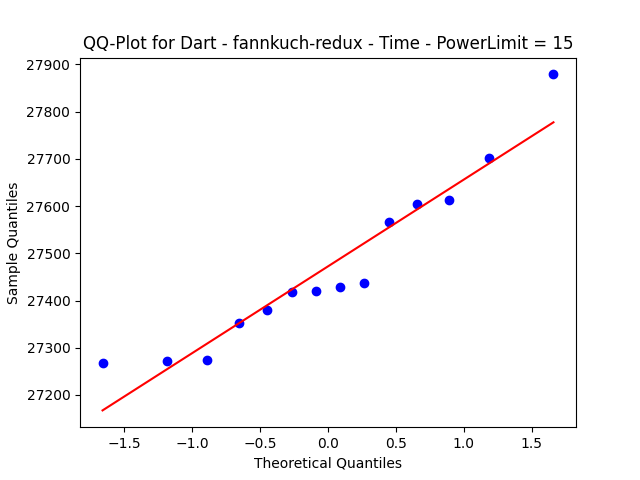 QQ-Plot for Dart - fannkuch-redux - Time - PowerLimit = 15
27900
27800
27700
27600
27500
27400
27300
27200
Sample Quantiles
−1.5 −1.0 −0.5 0.0 0.5 1.0 1.5
Theoretical Quantiles